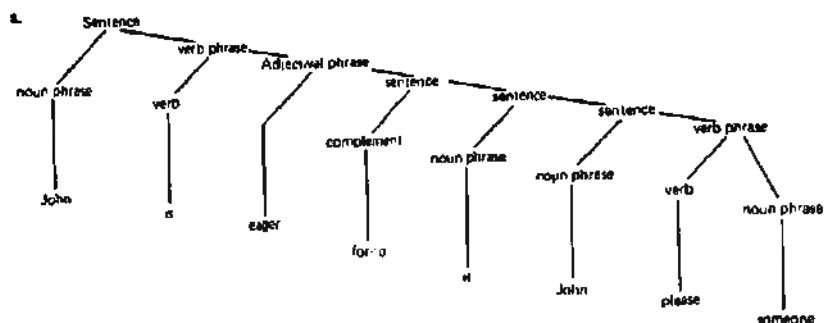 a.
Sentence
verb phrase
Adjectival phrase
sentence
sentence
sentence
verb phrase
noun phrase
verb
complement
noun phrase
noun phrase
verb
noun phrase
John
is
eager
for-to
John
please
someone